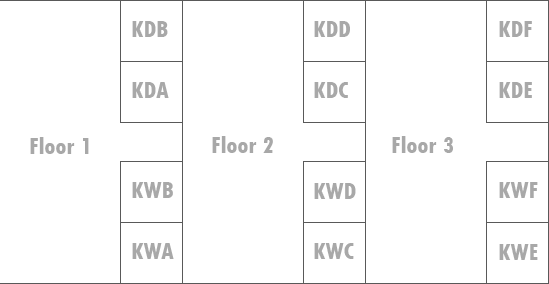 KDB
KDD
KDF
KDA
KDC
KDE
Floor 1
Floor 2
Floor 3
KWB
KWD
KWF
KWA
KWC
KWE